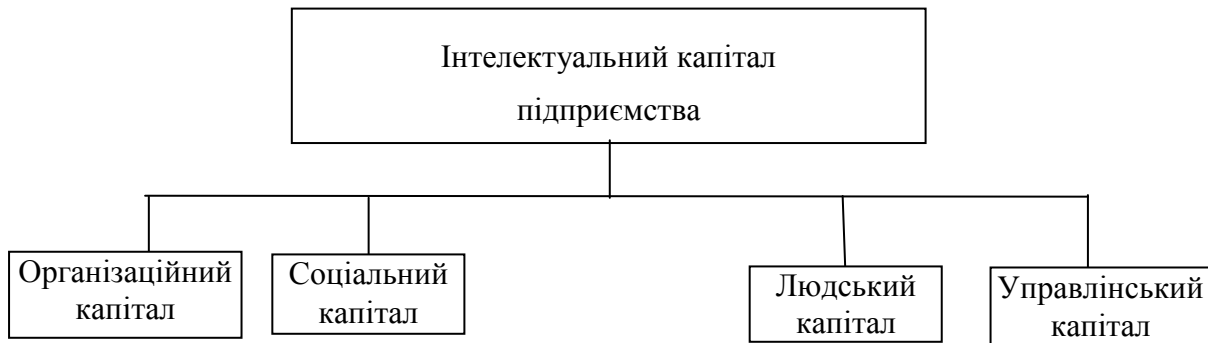 Інтелектуальний капітал
підприємства
Організаційний
капітал
Соціальний
капітал
Людський
капітал
Управлінський
капітал